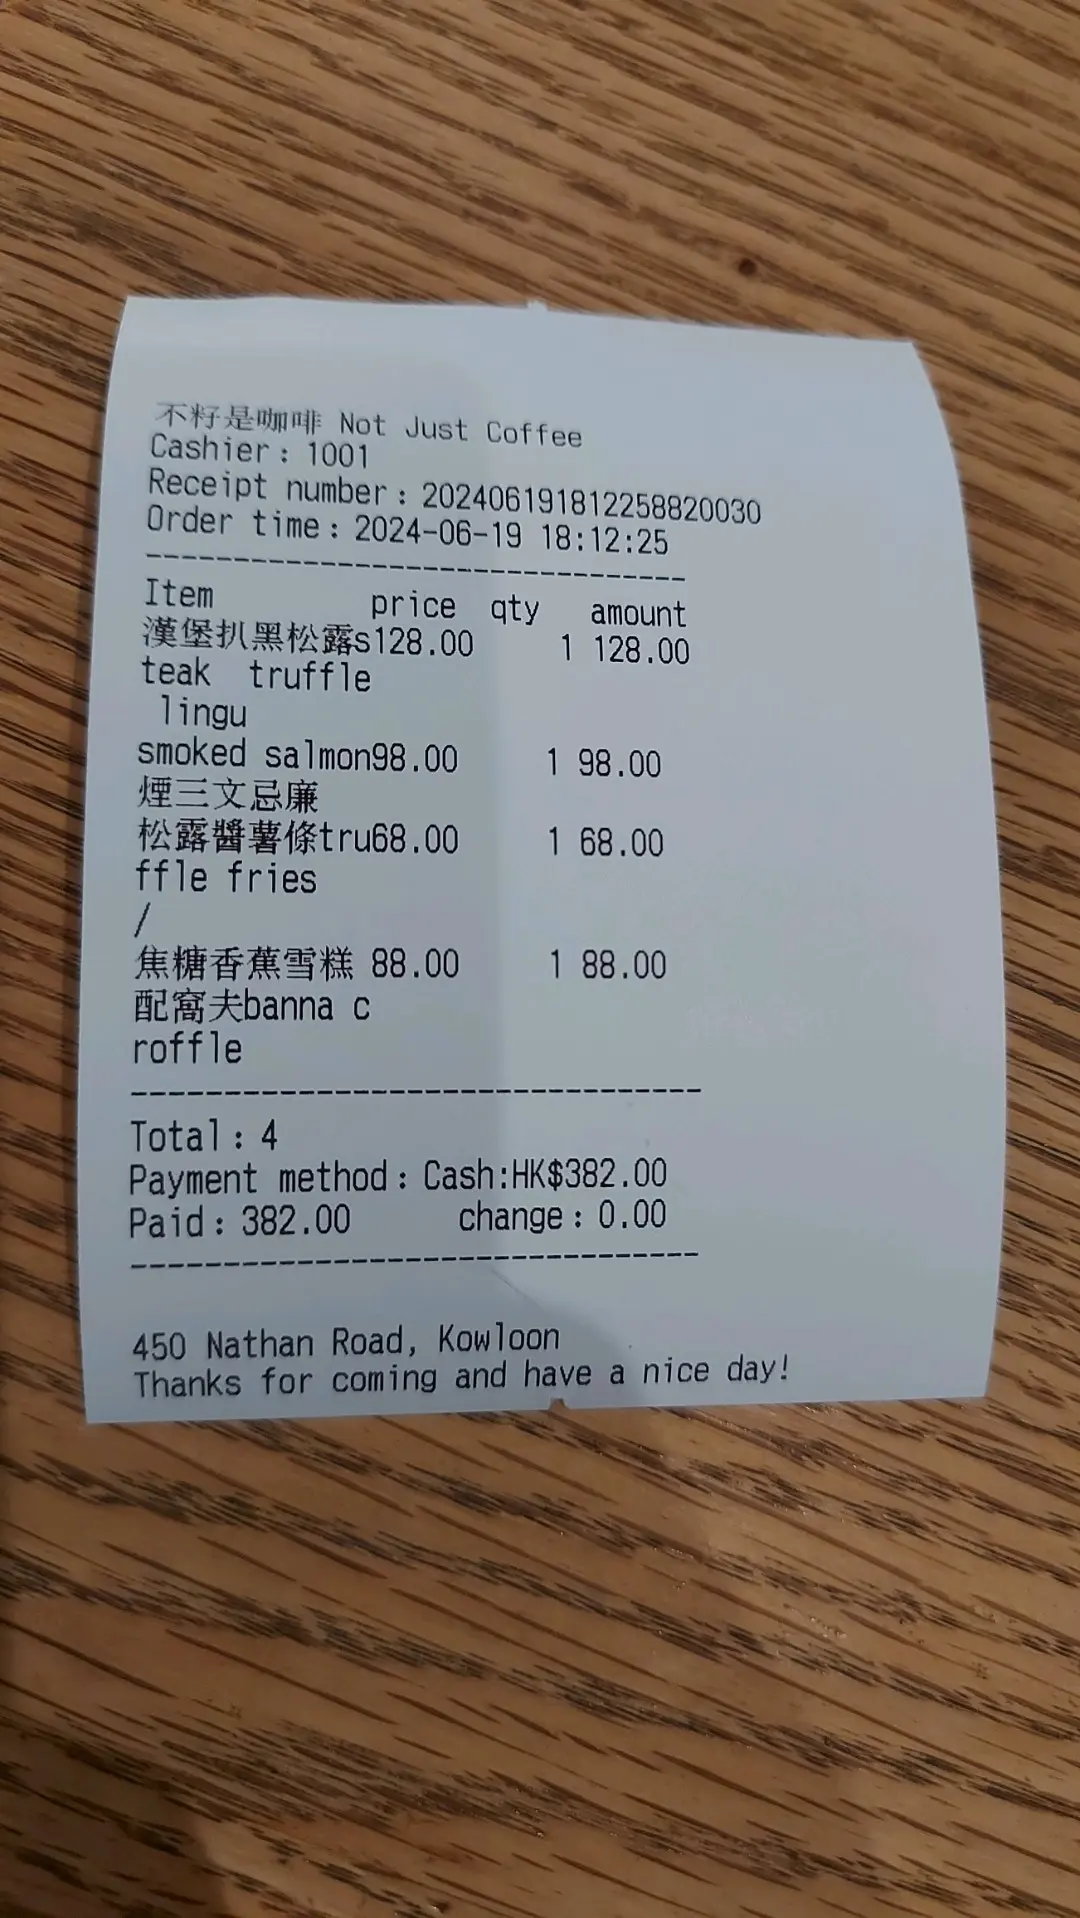 不籽是咖啡 Not Just Coffee
Cashier: 1001
Receipt number: 202406191812258820030
Order time: 2024-06-19 18:12:25
--------------------------------
Item price qty amount
漢堡扒黑松露s128.00 1 128.00
teak truffle
lingu
smoked salmon98.00 1 98.00
煙三文忌廉
松露醬薯條tru68.00 1 68.00
ffle fries
/
焦糖香蕉雪糕 88.00 1 88.00
配窩夫banna c
roffle
--------------------------------
Total: 4
Payment method: Cash:HK$382.00
Paid: 382.00 change: 0.00
--------------------------------
450 Nathan Road, Kowloon
Thanks for coming and have a nice day!